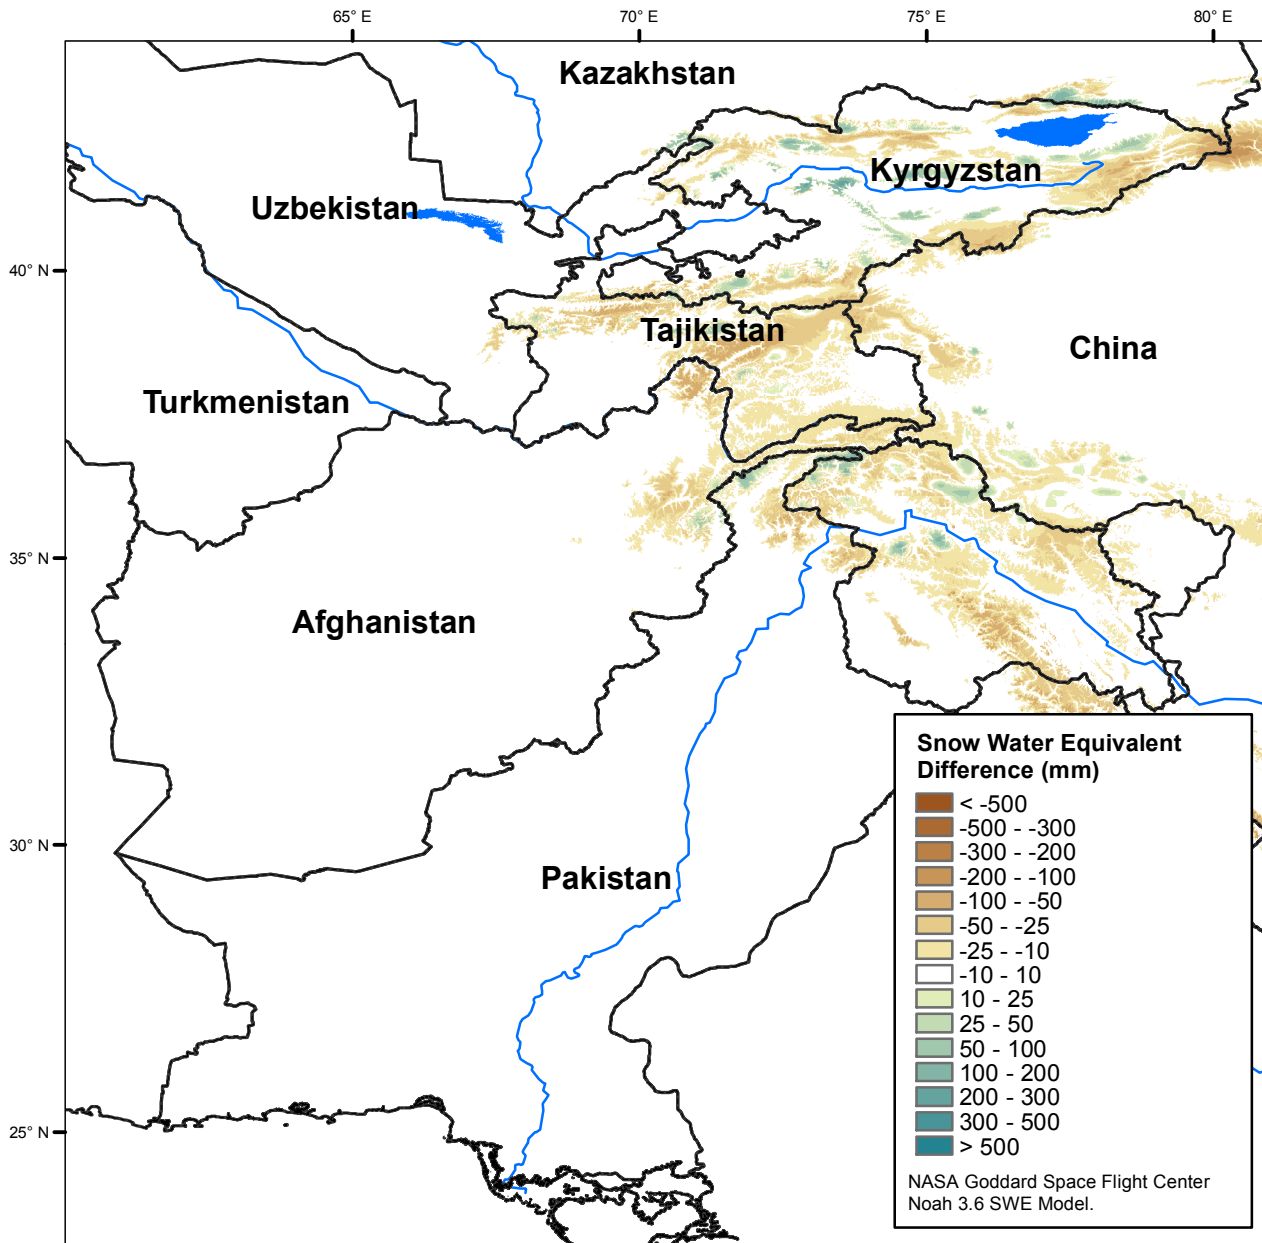 65° E
70° E
75° E
80° E
Kazakhstan
Kyrgyzstan
Uzbekistan
40° N
Tajikistan
China
Turkmenistan
35° N
Afghanistan
Snow Water Equivalent
Difference (mm)
< -500
-500 - -300
-300 - -200
-200 - -100
-100 - -50
-50 - -25
-25 - -10
-10 - 10
10 - 25
25 - 50
50 - 100
100 - 200
200 - 300
300 - 500
> 500
NASA Goddard Space Flight Center
Noah 3.6 SWE Model.
30° N
Pakistan
25° N